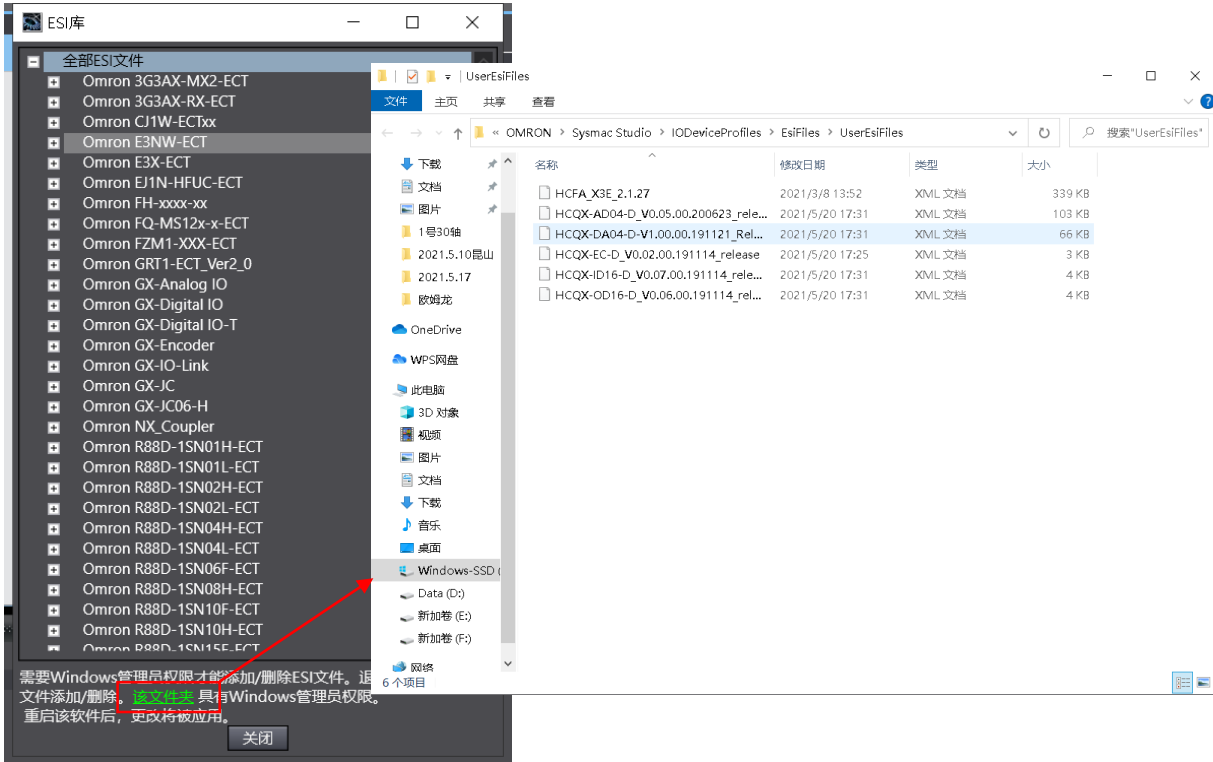 ESI库
全部ESI文件
Omron 3G3AX-MX2-ECT
Omron 3G3AX-RX-ECT
Omron CJ1W-ECTxx
Omron E3NW-ECT
Omron E3X-ECT
Omron EJ1N-HFUC-ECT
Omron FH-xxxx-xx
Omron FQ-MS12x-x-ECT
Omron FZM1-XXX-ECT
Omron GRT1-ECT_Ver2_0
Omron GX-Analog IO
Omron GX-Digital IO
Omron GX-Digital IO-T
Omron GX-Encoder
Omron GX-IO-Link
Omron GX-JC
Omron GX-JC06-H
Omron NX_Coupler
Omron R88D-1SN01H-ECT
Omron R88D-1SN01L-ECT
Omron R88D-1SN02H-ECT
Omron R88D-1SN02L-ECT
Omron R88D-1SN04H-ECT
Omron R88D-1SN04L-ECT
Omron R88D-1SN06F-ECT
Omron R88D-1SN08H-ECT
Omron R88D-1SN10F-ECT
Omron R88D-1SN10H-ECT
Omron R88D-1SN15F-ECT
需要Windows管理员权限才能添加/删除ESI文件。退
文件添加/删除。该文件夹 具有Windows管理员权限。
重启该软件后，更改将被应用。
关闭
UserEsiFiles
文件 主页 共享 查看
« OMRON > Sysmac Studio > IODeviceProfiles > EsiFiles > UserEsiFiles
搜索"UserEsiFiles"
下载
文档
图片
1号30轴
2021.5.10昆山
2021.5.17
欧姆龙
OneDrive
WPS网盘
此电脑
3D 对象
视频
图片
文档
下载
音乐
桌面
Windows-SSD (
Data (D:)
新加卷 (E:)
新加卷 (F:)
网络
名称 修改日期 类型 大小
HCFA_X3E_2.1.27 2021/3/8 13:52 XML 文档 339 KB
HCQX-AD04-D_V0.05.00.200623_rele... 2021/5/20 17:31 XML 文档 103 KB
HCQX-DA04-D-V1.00.00.191121_Rel... 2021/5/20 17:31 XML 文档 66 KB
HCQX-EC-D_V0.02.00.191114_release 2021/5/20 17:25 XML 文档 3 KB
HCQX-ID16-D_V0.07.00.191114_rele... 2021/5/20 17:31 XML 文档 4 KB
HCQX-OD16-D_V0.06.00.191114_rel... 2021/5/20 17:31 XML 文档 4 KB
6 个项目